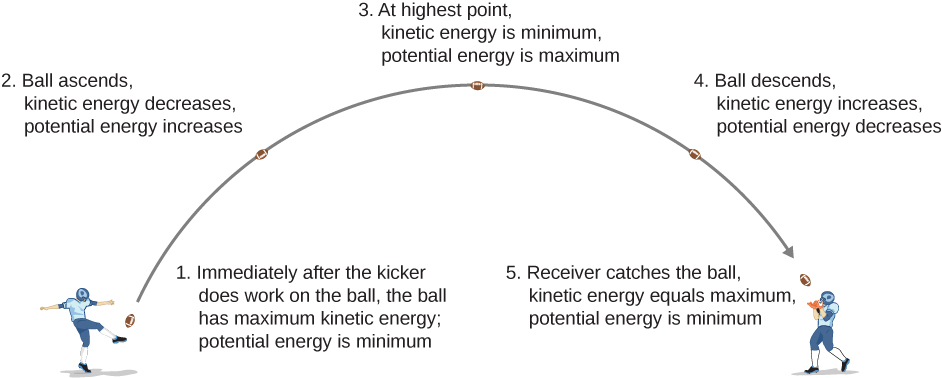 3. At highest point,
kinetic energy is minimum,
potential energy is maximum
2. Ball ascends,
kinetic energy decreases,
potential energy increases
4. Ball descends,
kinetic energy increases,
potential energy decreases
1. Immediately after the kicker
does work on the ball, the ball
has maximum kinetic energy;
potential energy is minimum
5. Receiver catches the ball,
kinetic energy equals maximum,
potential energy is minimum